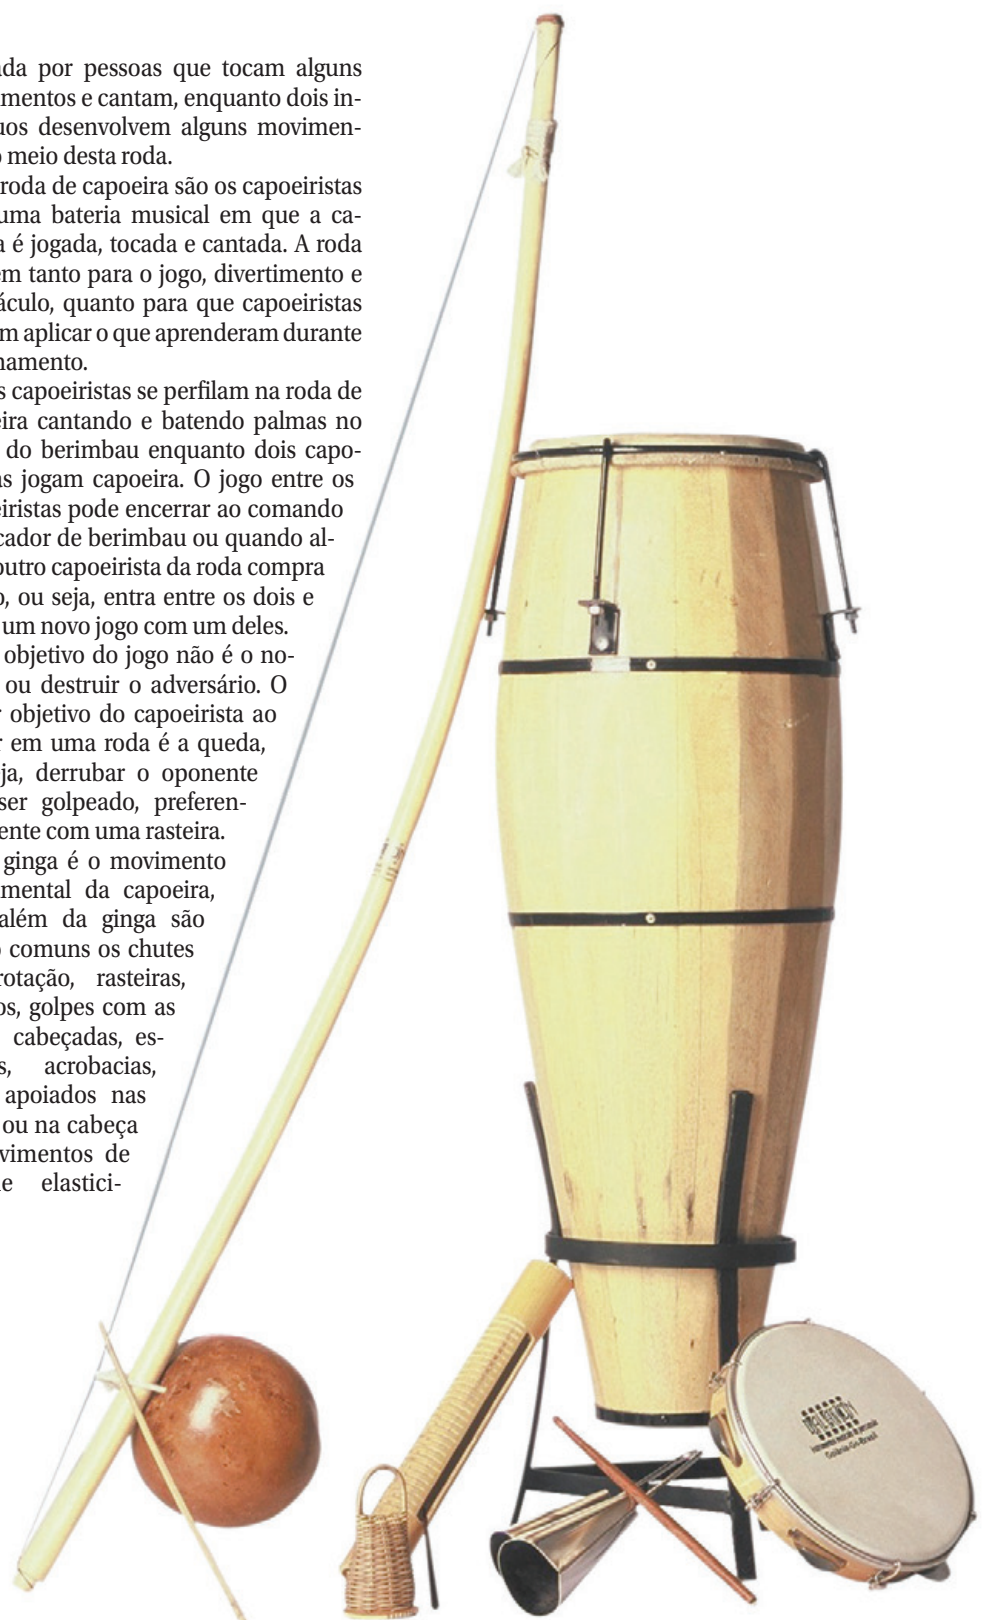 ada por pessoas que tocam alguns
mentos e cantam, enquanto dois in-
uos desenvolvem alguns movimen-
o meio desta roda.
roda de capoeira são os capoeiristas
uma bateria musical em que a ca-
a é jogada, tocada e cantada. A roda
em tanto para o jogo, divertimento e
áculo, quanto para que capoeiristas
m aplicar o que aprenderam durante
namento.
s capoeiristas se perfilam na roda de
eira cantando e batendo palmas no
do berimbau enquanto dois capo-
as jogam capoeira. O jogo entre os
eiristas pode encerrar ao comando
cador de berimbau ou quando al-
outro capoeirista da roda compra
o, ou seja, entra entre os dois e
um novo jogo com um deles.
objetivo do jogo não é o no-
ou destruir o adversário. O
r objetivo do capoeirista ao
r em uma roda é a queda,
ja, derrubar o oponente
ser golpeado, preferen-
ente com uma rasteira.
ginga é o movimento
mental da capoeira,
além da ginga são
o comuns os chutes
rotação, rasteiras,
os, golpes com as
cabeçadas, es-
s, acrobacias,
apoiados nas
ou na cabeça
vimentos de
e elastici-
Goiânia-Go-Brasil